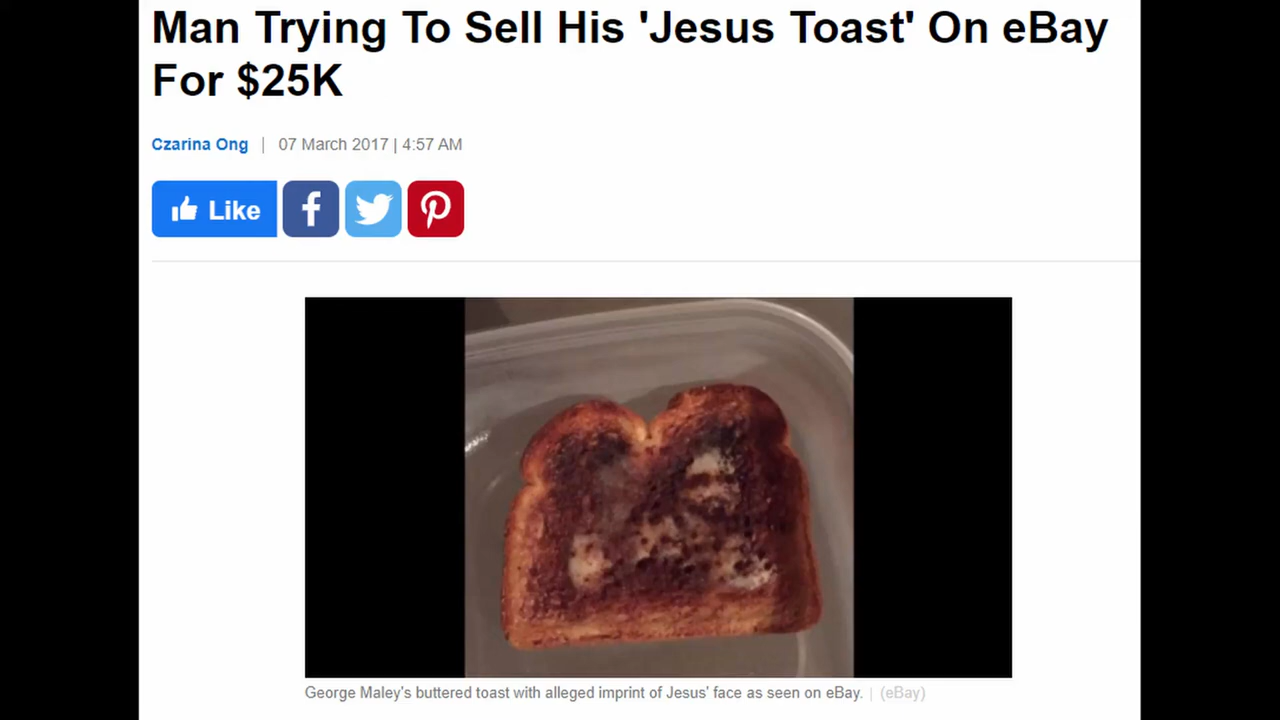 Man Trying To Sell His 'Jesus Toast' On eBay
For $25K
Czarina Ong | 07 March 2017 | 4:57 AM
Like
George Maley's buttered toast with alleged imprint of Jesus' face as seen on eBay. | (eBay)